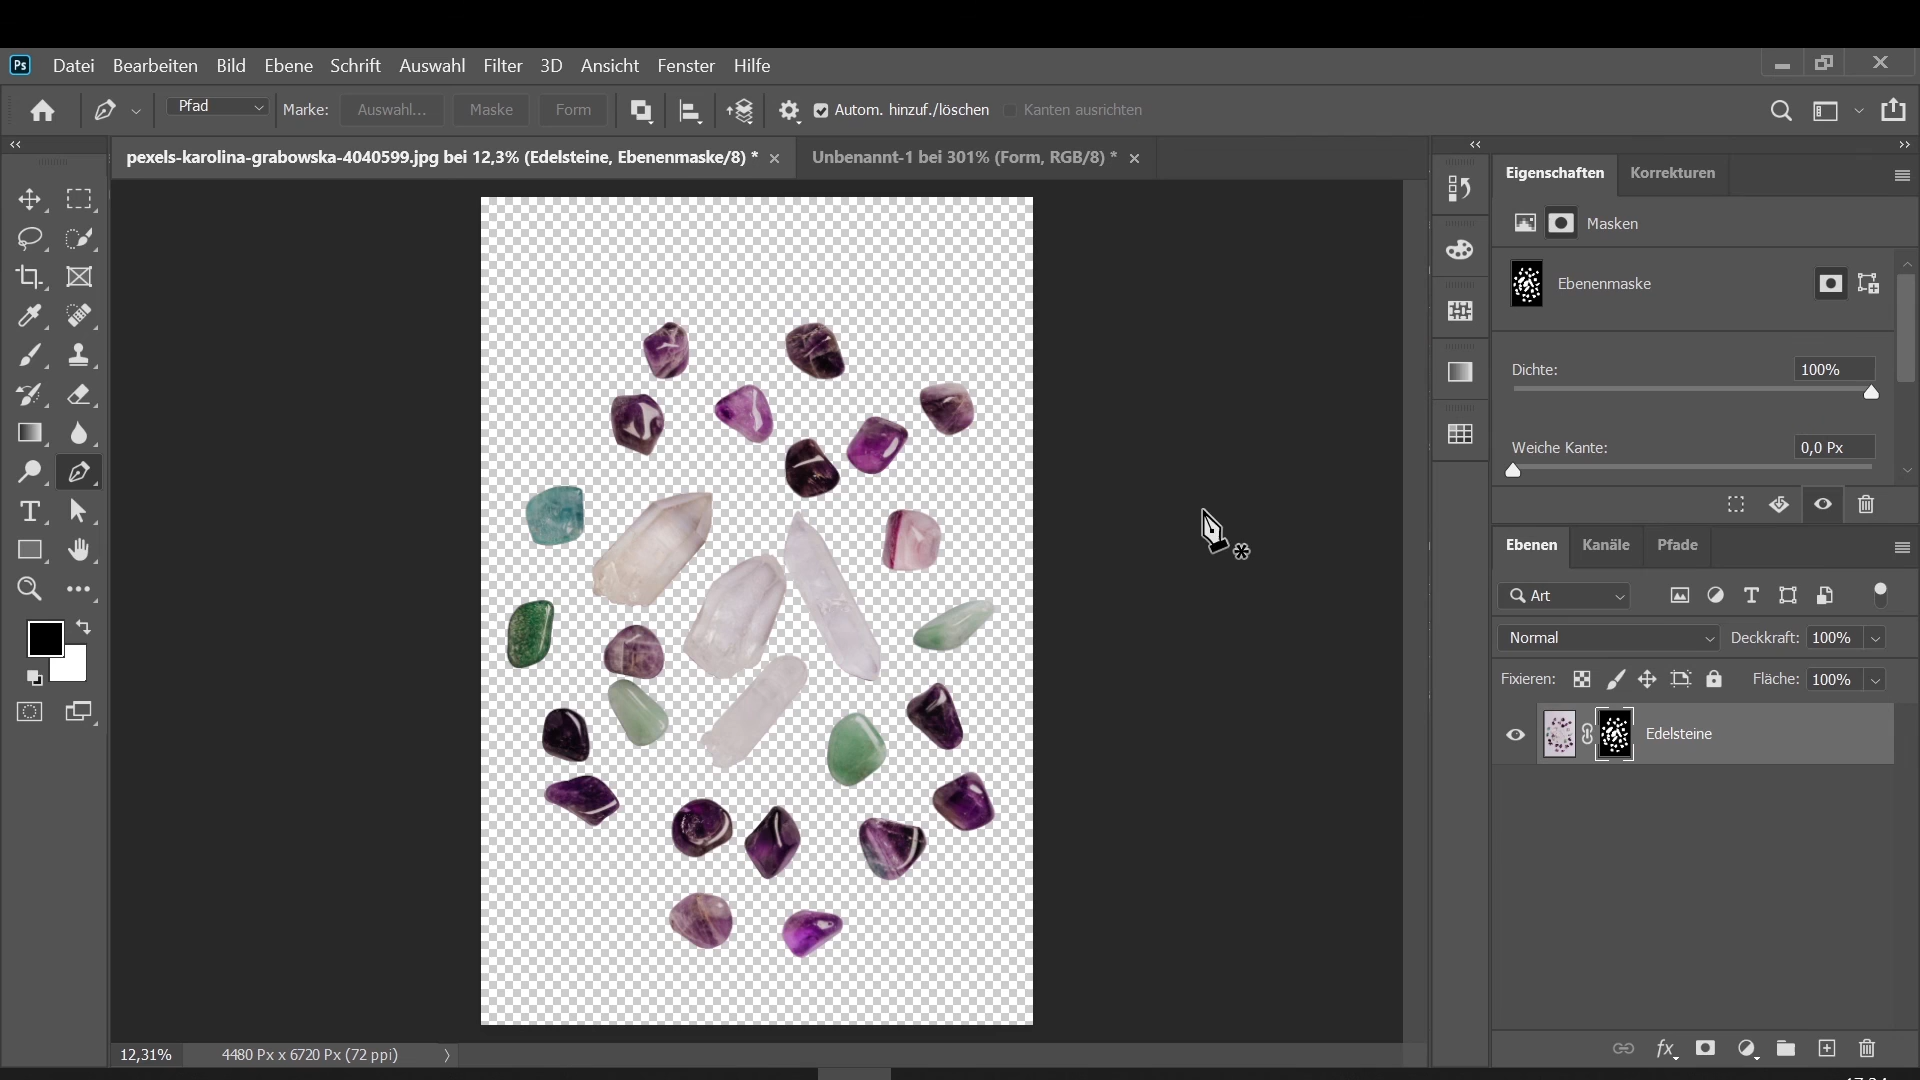 Ps Datei Bearbeiten Bild Ebene Schrift Auswahl Filter 3D Ansicht Fenster Hilfe
Pfad Marke: Auswahl... Maske Form Autom. hinzuf./löschen Kanten ausrichten
pexels-karolina-grabowska-4040599.jpg bei 12,3% (Edelsteine, Ebenenmaske/8) * Unbenannt-1 bei 301% (Form, RGB/8) *
Eigenschaften Korrekturen
Masken
Ebenenmaske
Dichte: 100%
Weiche Kante: 0,0 Px
Ebenen Kanäle Pfade
Art
Normal Deckkraft: 100%
Fixieren: Fläche: 100%
Edelsteine
fx
12,31% 4480 Px x 6720 Px (72 ppi)